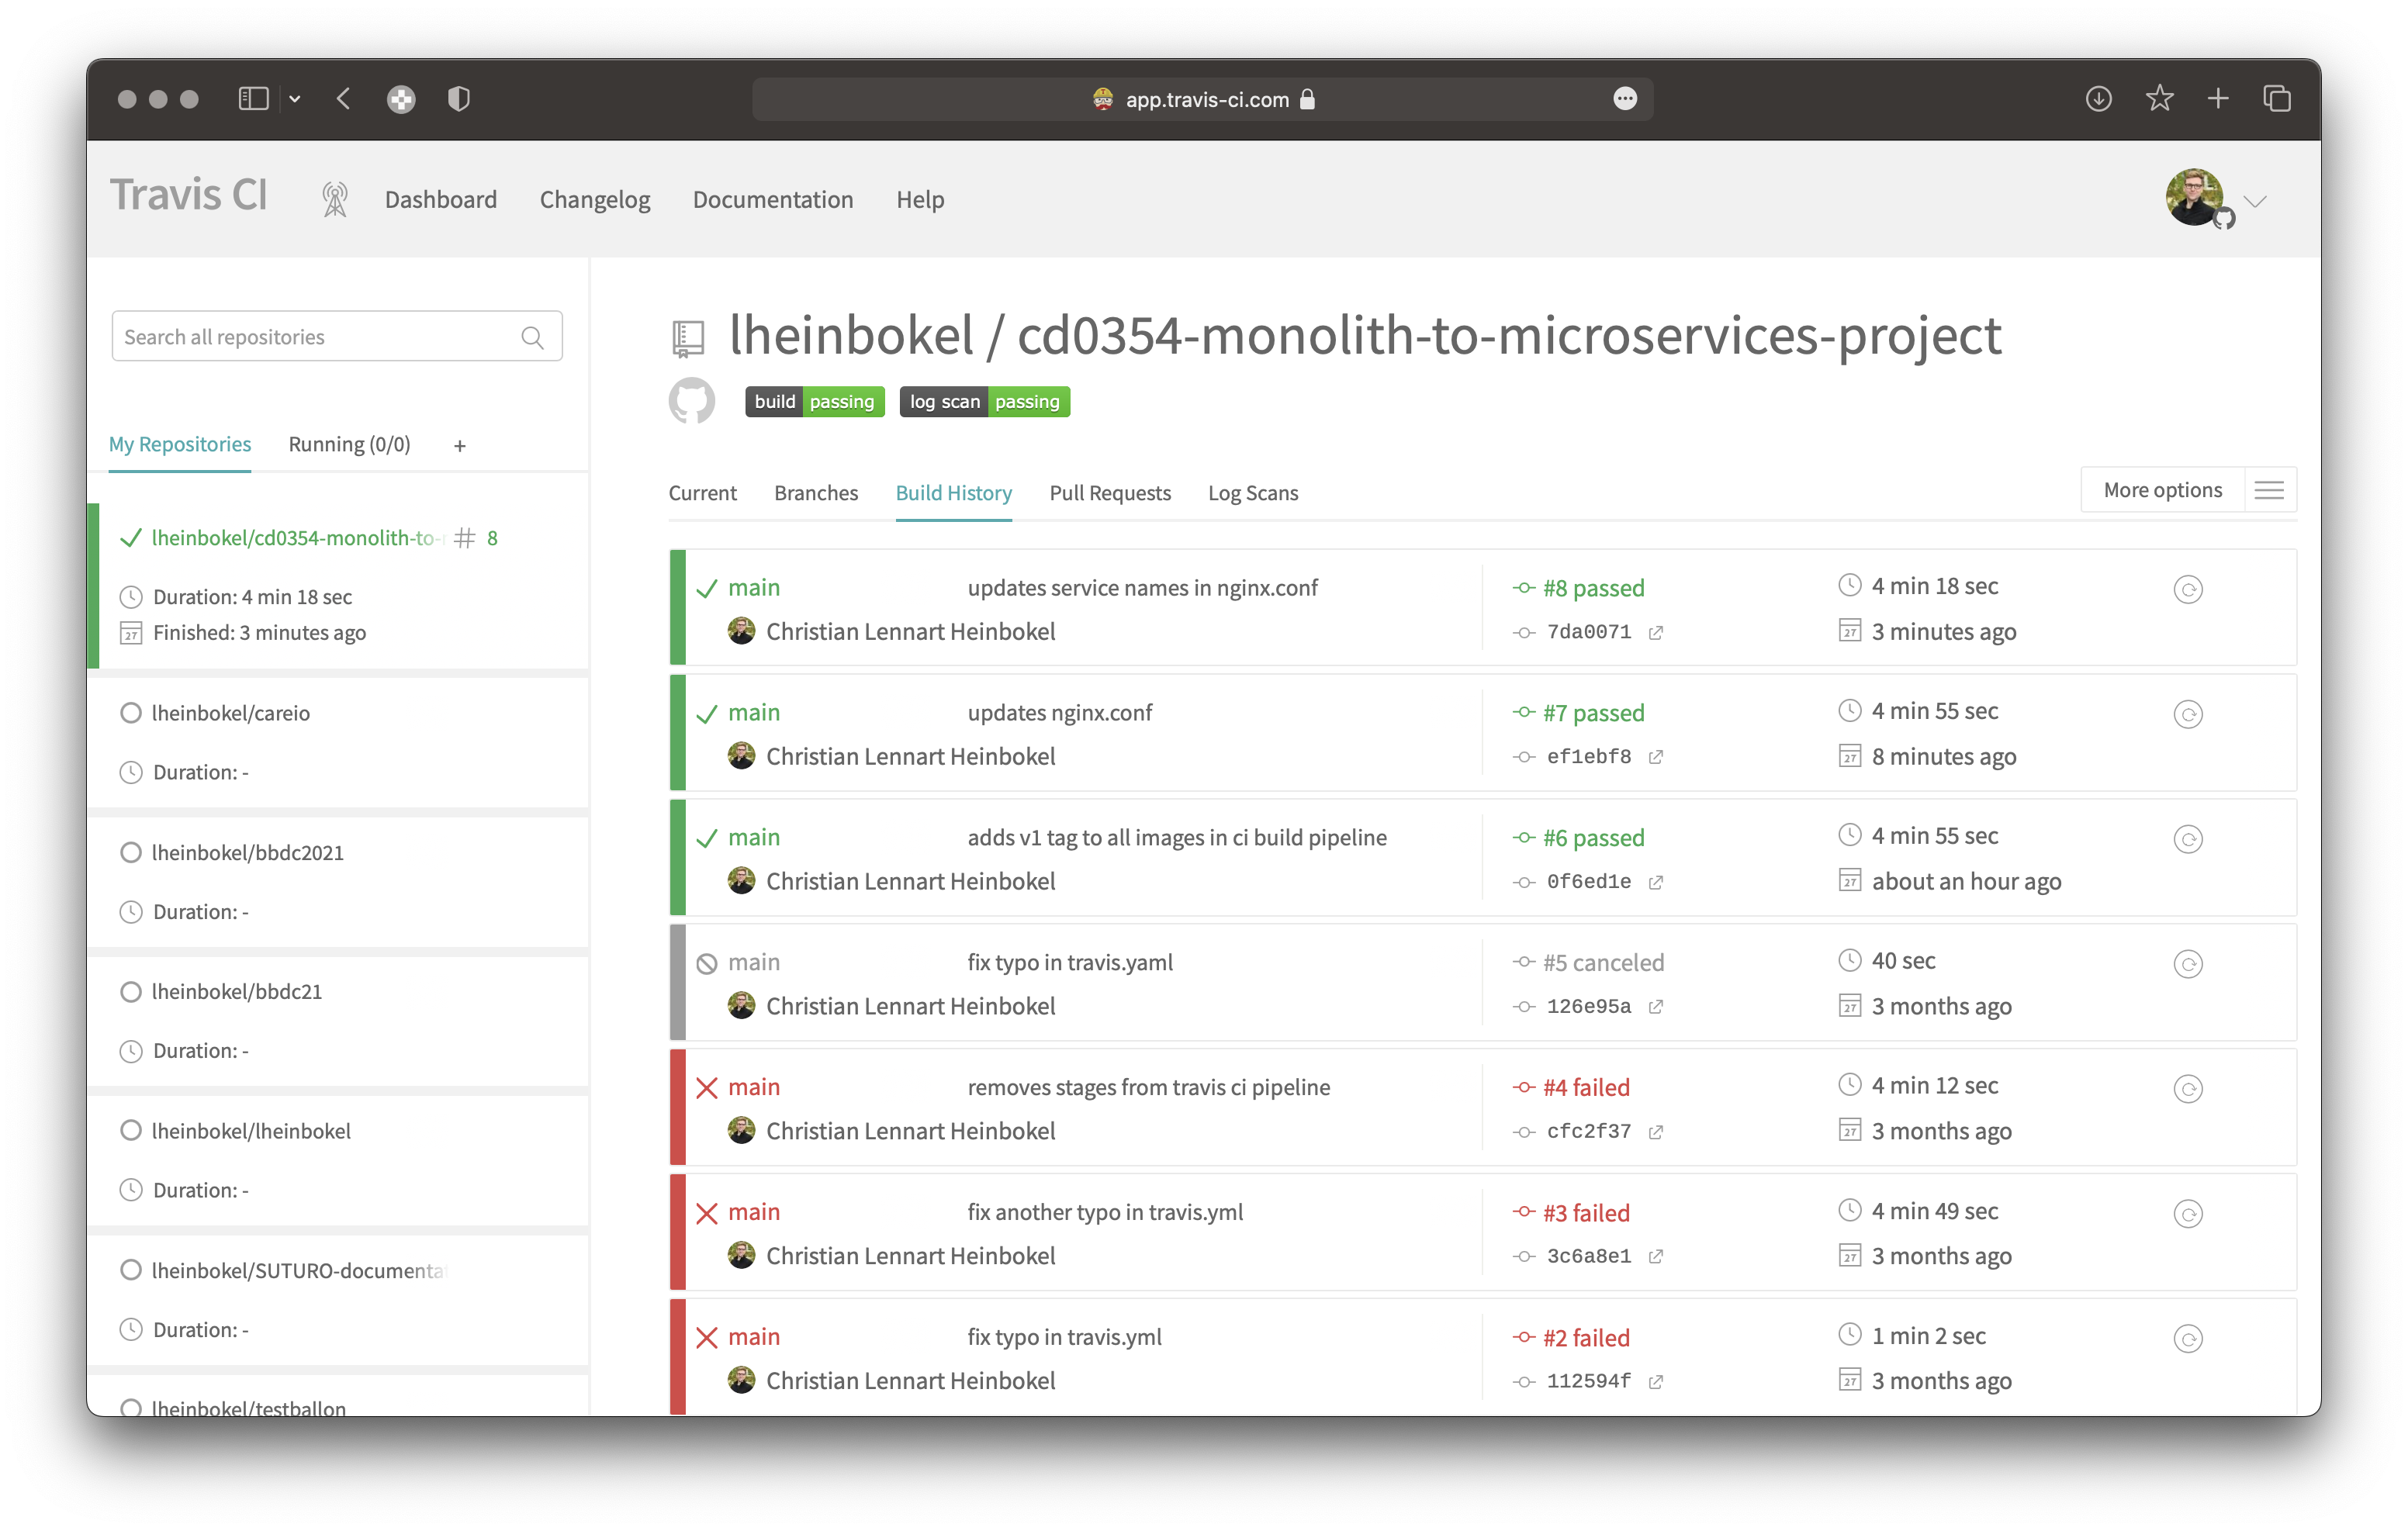 app.travis-ci.com
Travis CI
Dashboard
Changelog
Documentation
Help
Search all repositories
My Repositories
Running (0/0)
+
lheinbokel/cd0354-monolith-to-
# 8
Duration: 4 min 18 sec
27 Finished: 3 minutes ago
lheinbokel/careio
Duration: -
lheinbokel/bbdc2021
Duration: -
lheinbokel/bbdc21
Duration: -
lheinbokel/lheinbokel
Duration: -
lheinbokel/SUTURO-documenta
Duration: -
lheinbokel/testballon
lheinbokel / cd0354-monolith-to-microservices-project
build passing
log scan passing
Current
Branches
Build History
Pull Requests
Log Scans
More options
main
updates service names in nginx.conf
#8 passed
4 min 18 sec
Christian Lennart Heinbokel
7da0071
27 3 minutes ago
main
updates nginx.conf
#7 passed
4 min 55 sec
Christian Lennart Heinbokel
ef1ebf8
27 8 minutes ago
main
adds v1 tag to all images in ci build pipeline
#6 passed
4 min 55 sec
Christian Lennart Heinbokel
0f6ed1e
27 about an hour ago
main
fix typo in travis.yaml
#5 canceled
40 sec
Christian Lennart Heinbokel
126e95a
27 3 months ago
main
removes stages from travis ci pipeline
#4 failed
4 min 12 sec
Christian Lennart Heinbokel
cfc2f37
27 3 months ago
main
fix another typo in travis.yml
#3 failed
4 min 49 sec
Christian Lennart Heinbokel
3c6a8e1
27 3 months ago
main
fix typo in travis.yml
#2 failed
1 min 2 sec
Christian Lennart Heinbokel
112594f
27 3 months ago